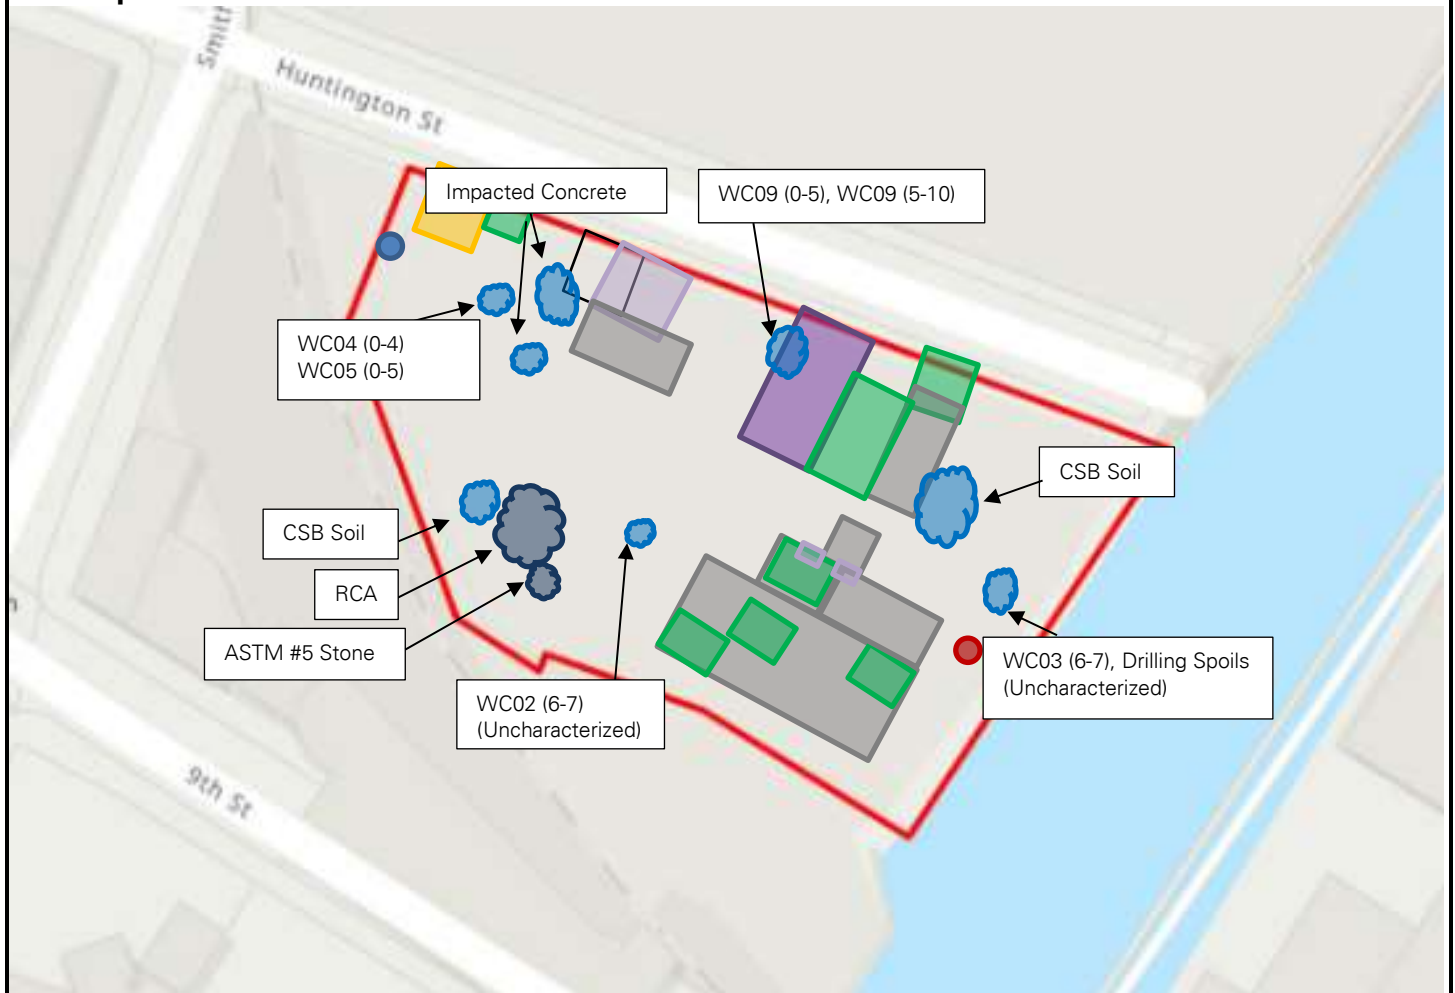 Smith
Huntington St
Impacted Concrete
WC09 (0-5), WC09 (5-10)
WC04 (0-4)
WC05 (0-5)
CSB Soil
CSB Soil
RCA
ASTM #5 Stone
WC02 (6-7)
(Uncharacterized)
WC03 (6-7), Drilling Spoils
(Uncharacterized)
9th St